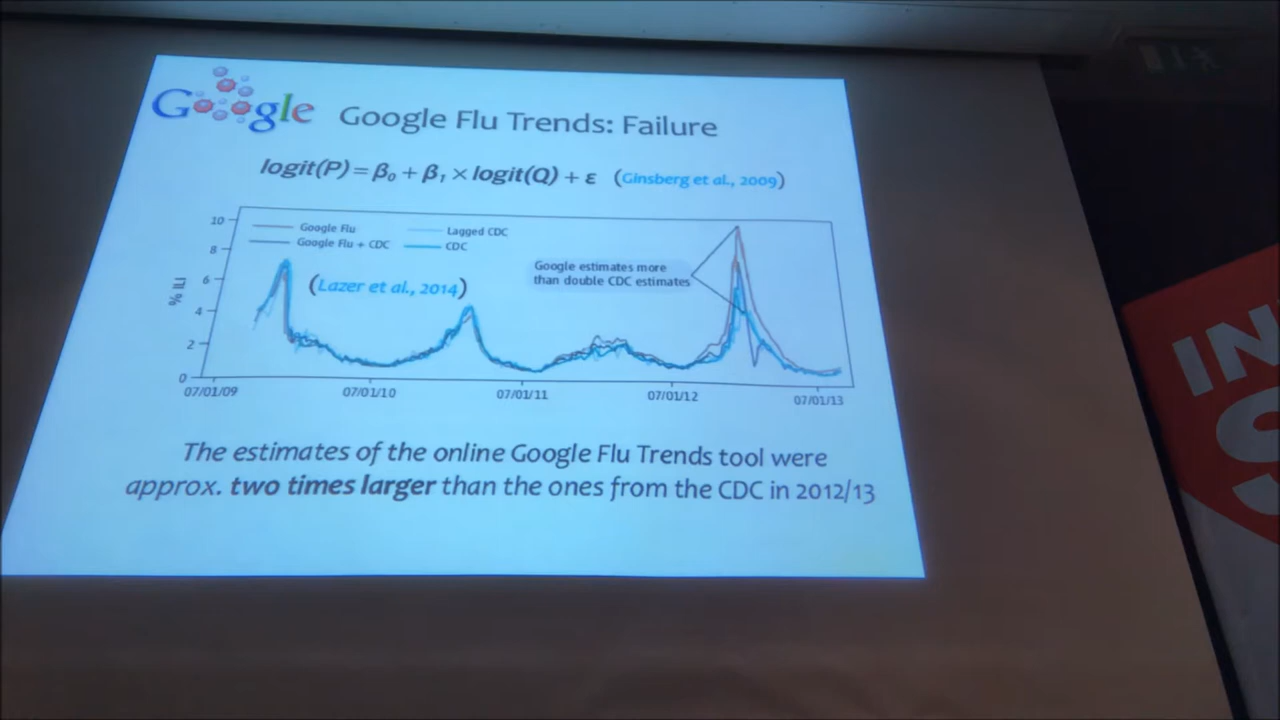 Google Google Flu Trends: Failure
logit(P) = β₀ + β₁ × logit(Q) + ε (Ginsberg et al., 2009)
10
8
6
4
2
0
% ILI
Google Flu
Lagged CDC
Google Flu + CDC
CDC
(Lazer et al., 2014)
Google estimates more
than double CDC estimates
07/01/09 07/01/10 07/01/11 07/01/12 07/01/13
The estimates of the online Google Flu Trends tool were
approx. two times larger than the ones from the CDC in 2012/13
IN
S